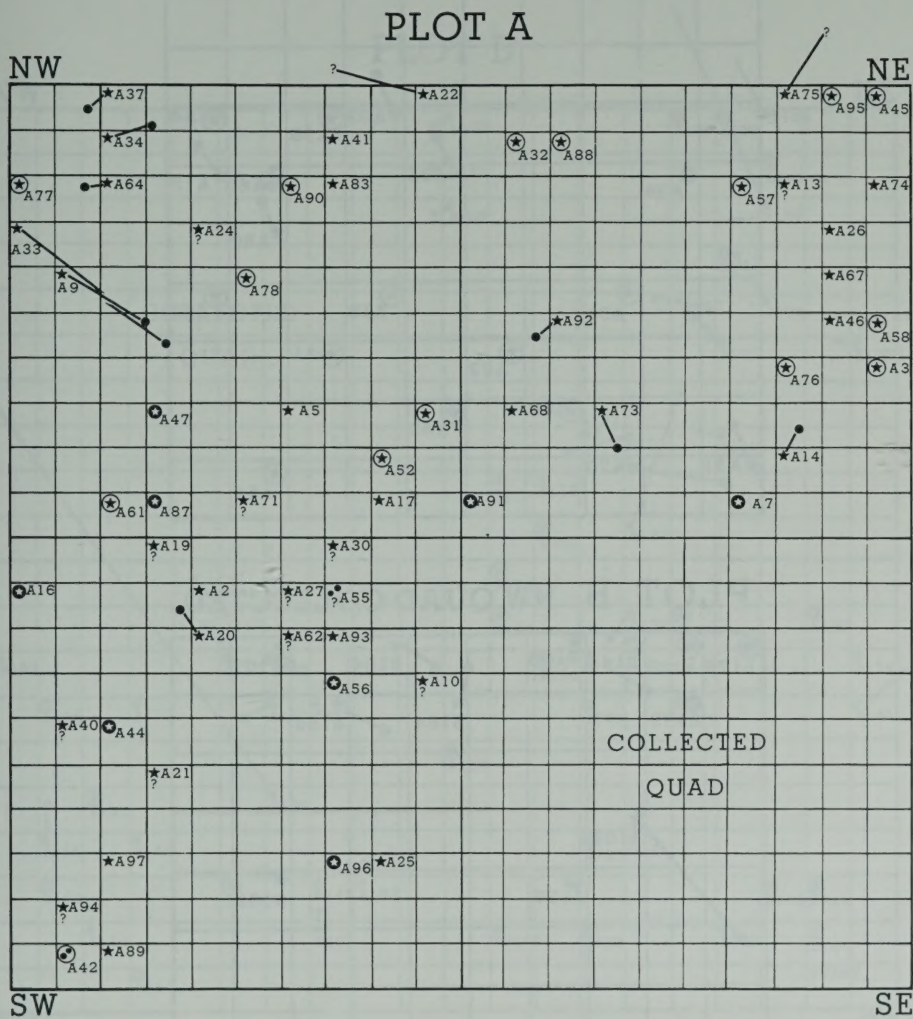 PLOT A
NW
NE
?
?
A37
A22
A75
A95
A45
A34
A41
A32
A88
A77
A64
A90
A83
A57
A13
?
A74
A33
A24
?
A26
A9
A78
A67
A92
A46
A58
A76
A3
A47
A5
A31
A68
A73
A52
A14
A61
A87
A71
?
A17
A91
A7
A19
?
A30
?
A16
A2
A27
?
A55
?
A20
A62
?
A93
A56
A10
?
A40
?
A44
COLLECTED
QUAD
A21
?
A97
A96
A25
A94
?
A42
A89
SW
SE